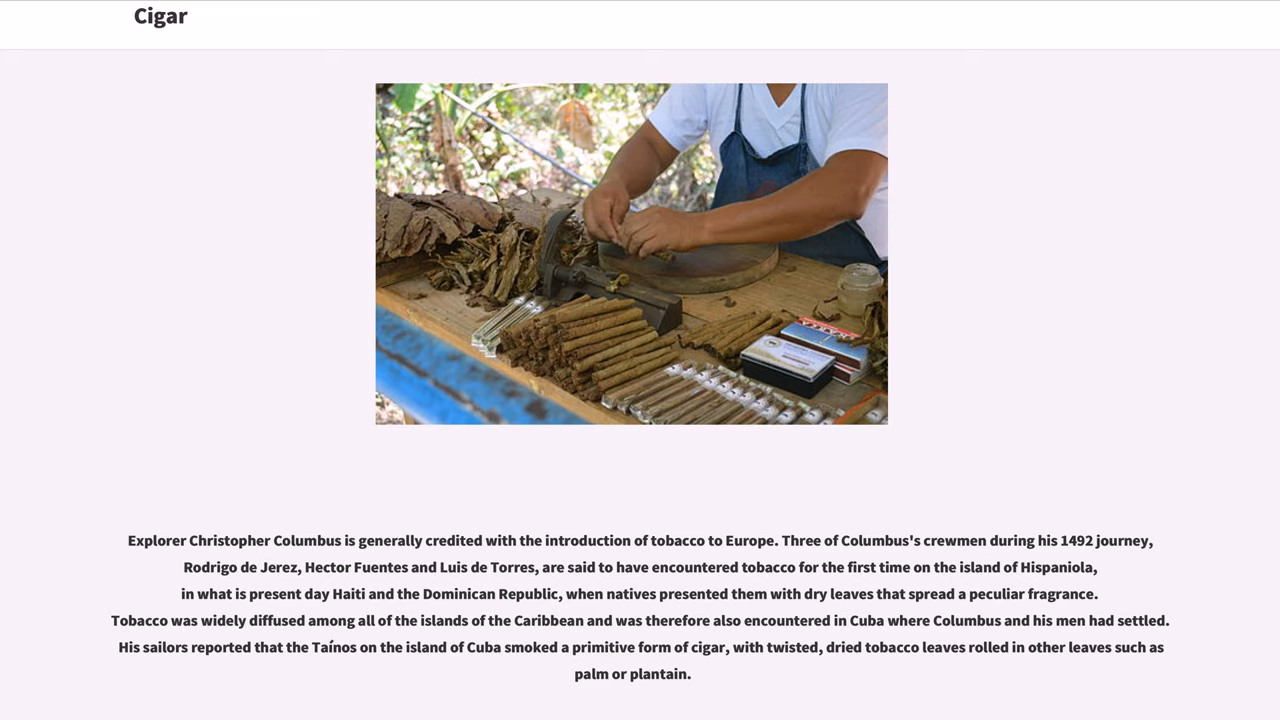 Cigar
Explorer Christopher Columbus is generally credited with the introduction of tobacco to Europe. Three of Columbus's crewmen during his 1492 journey,
Rodrigo de Jerez, Hector Fuentes and Luis de Torres, are said to have encountered tobacco for the first time on the island of Hispaniola,
in what is present day Haiti and the Dominican Republic, when natives presented them with dry leaves that spread a peculiar fragrance.
Tobacco was widely diffused among all of the islands of the Caribbean and was therefore also encountered in Cuba where Columbus and his men had settled.
His sailors reported that the Taínos on the island of Cuba smoked a primitive form of cigar, with twisted, dried tobacco leaves rolled in other leaves such as
palm or plantain.